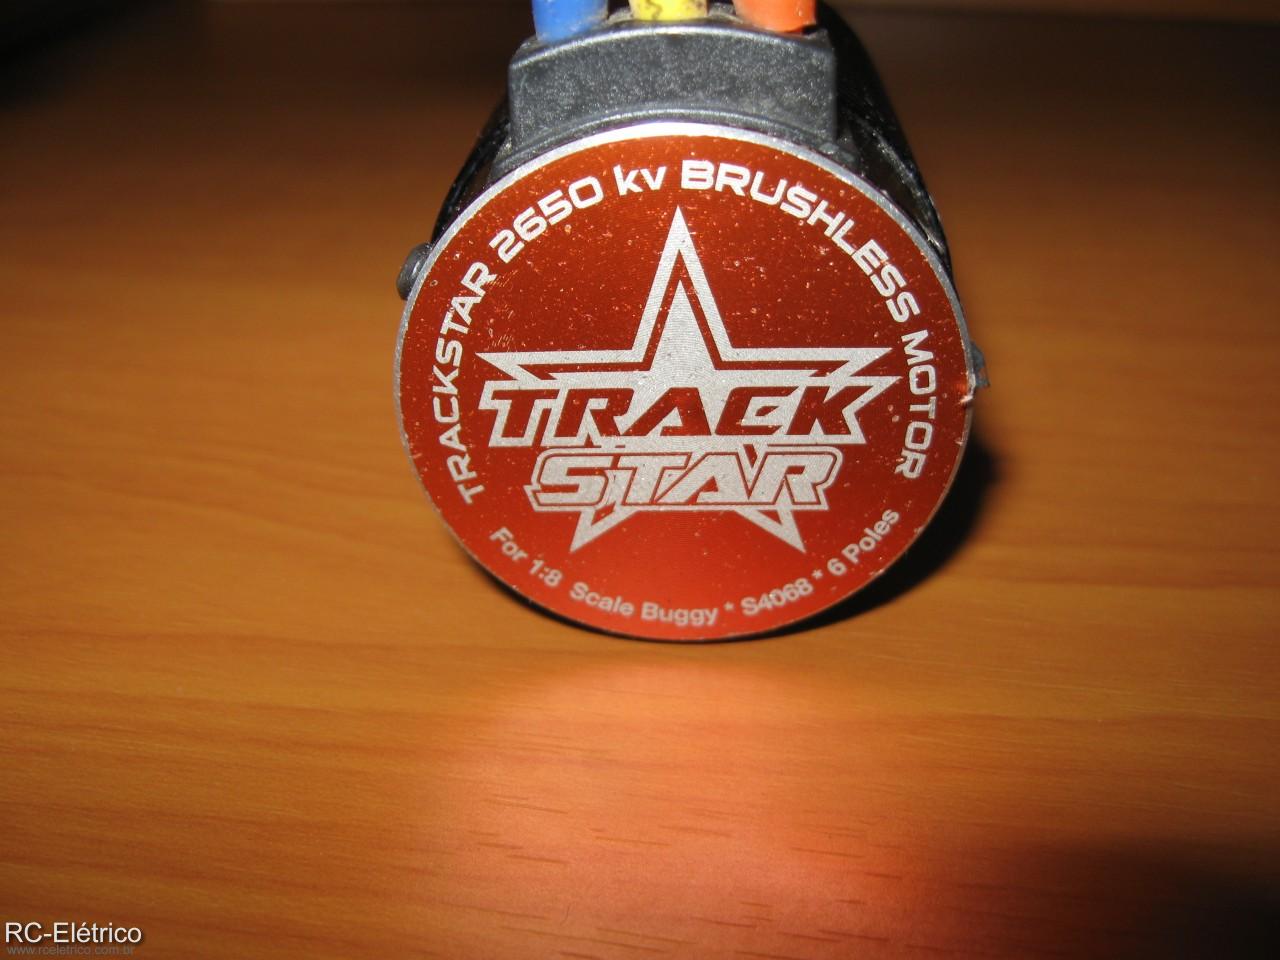 TRACKSTAR 2650 kv BRUSHLESS MOTOR
TRACK
STAR
For 1:8 Scale Buggy * S4068 * 6 Poles
RC-Elétrico
www.rceletrico.com.br